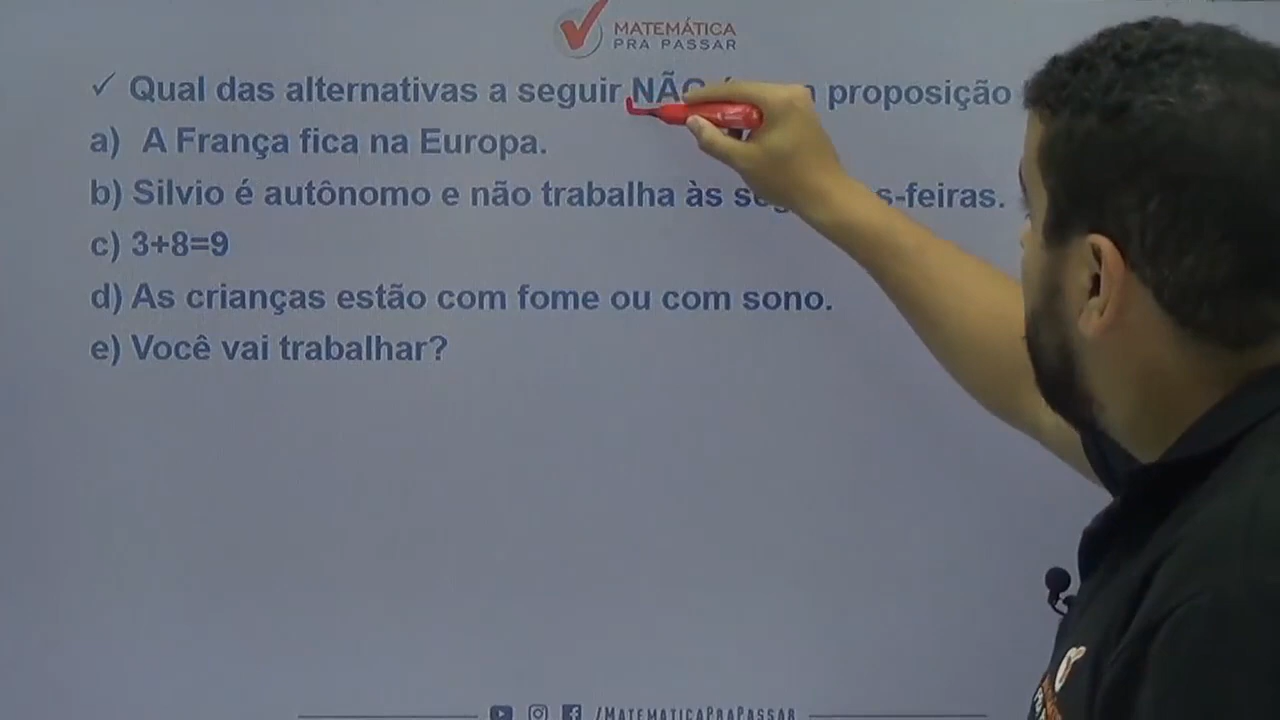 MATEMÁTICA
PRA PASSAR
✓ Qual das alternativas a seguir NÃO proposição
a) A França fica na Europa.
b) Silvio é autônomo e não trabalha às s-feiras.
c) 3+8=9
d) As crianças estão com fome ou com sono.
e) Você vai trabalhar?
/MATEMATICAPRAPASSAR